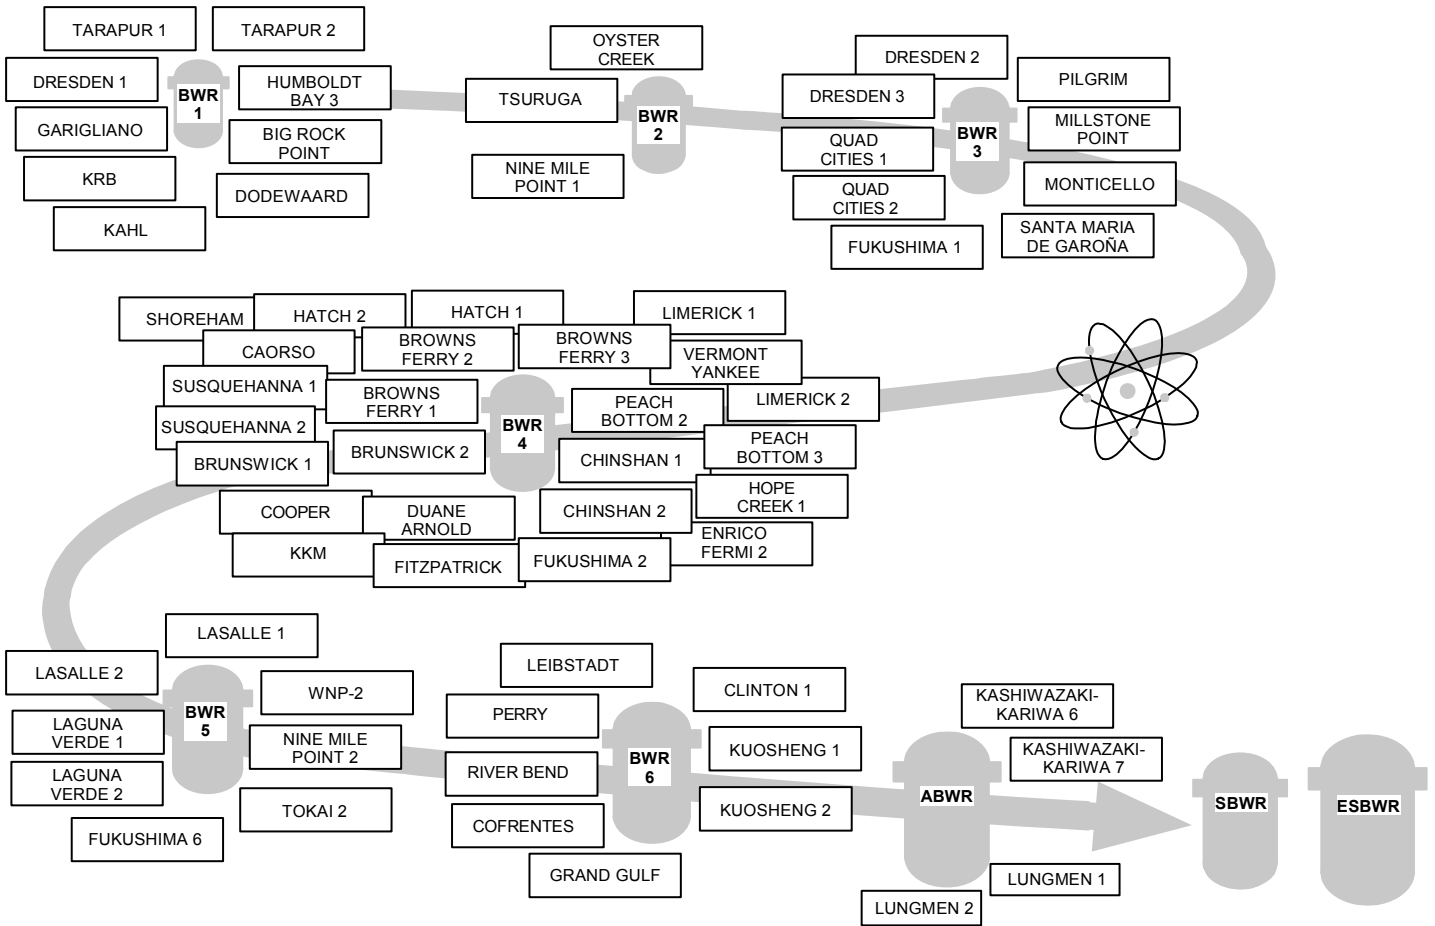 TARAPUR 1
TARAPUR 2
DRESDEN 1
BWR
1
HUMBOLDT
BAY 3
GARIGLIANO
BIG ROCK
POINT
KRB
DODEWAARD
KAHL
OYSTER
CREEK
TSURUGA
BWR
2
NINE MILE
POINT 1
DRESDEN 2
DRESDEN 3
PILGRIM
BWR
3
MILLSTONE
POINT
QUAD
CITIES 1
QUAD
CITIES 2
MONTICELLO
FUKUSHIMA 1
SANTA MARIA
DE GAROÑA
SHOREHAM
HATCH 2
HATCH 1
LIMERICK 1
CAORSO
BROWNS
FERRY 2
BROWNS
FERRY 3
VERMONT
YANKEE
SUSQUEHANNA 1
BROWNS
FERRY 1
BWR
4
PEACH
BOTTOM 2
LIMERICK 2
SUSQUEHANNA 2
BRUNSWICK 1
BRUNSWICK 2
CHINSHAN 1
PEACH
BOTTOM 3
HOPE
CREEK 1
COOPER
DUANE
ARNOLD
CHINSHAN 2
ENRICO
FERMI 2
KKM
FITZPATRICK
FUKUSHIMA 2
LASALLE 1
LASALLE 2
BWR
5
WNP-2
LAGUNA
VERDE 1
NINE MILE
POINT 2
LAGUNA
VERDE 2
TOKAI 2
FUKUSHIMA 6
LEIBSTADT
PERRY
CLINTON 1
BWR
6
KUOSHENG 1
RIVER BEND
KUOSHENG 2
COFRENTES
GRAND GULF
KASHIWAZAKI-
KARIWA 6
KASHIWAZAKI-
KARIWA 7
ABWR
LUNGMEN 1
LUNGMEN 2
SBWR
ESBWR